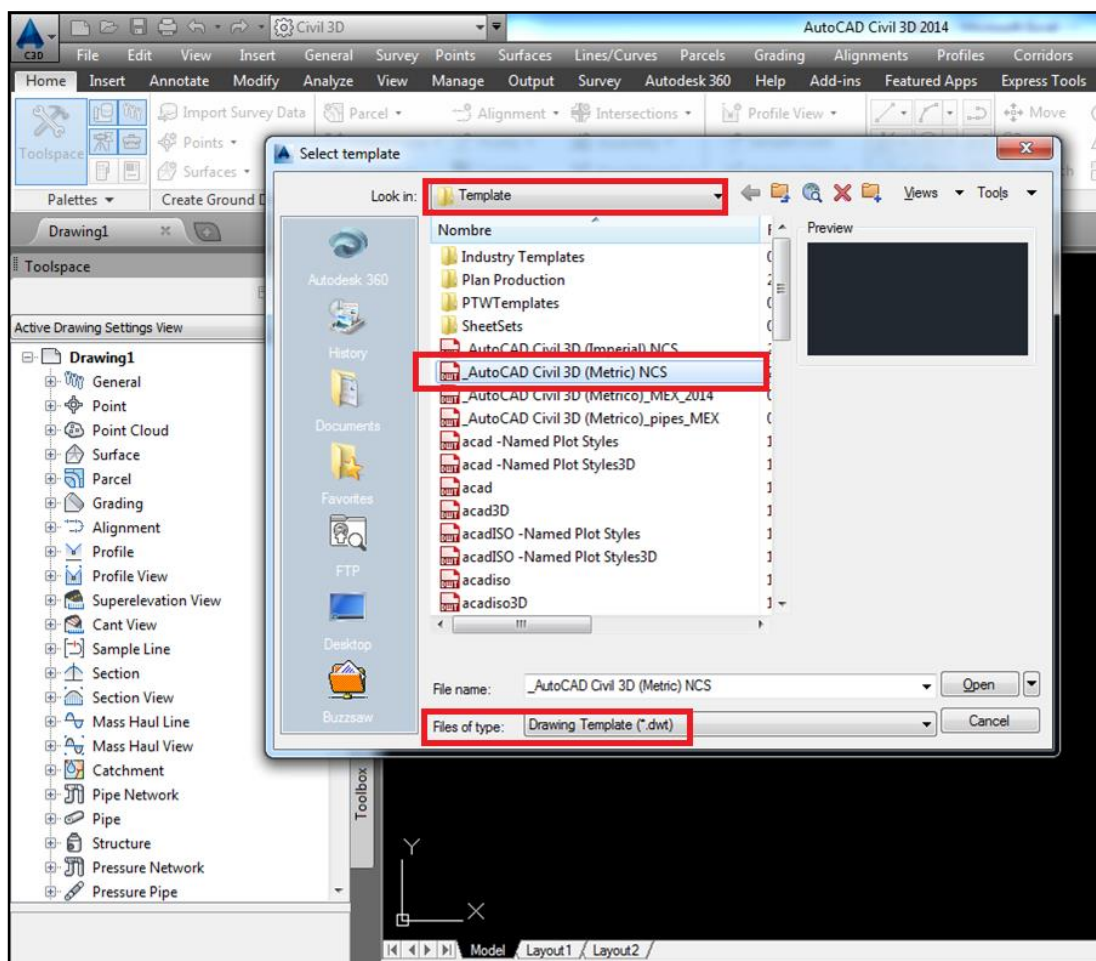 Civil 3D
AutoCAD Civil 3D 2014
C3D
File Edit View Insert General Survey Points Surfaces Lines/Curves Parcels Grading Alignments Profiles Corridors
Home Insert Annotate Modify Analyze View Manage Output Survey Autodesk 360 Help Add-ins Featured Apps Express Tools
Toolspace
Import Survey Data
Points
Surfaces
Parcel
Alignment
Intersections
Profile View
Move
Palettes
Create Ground D
Drawing1
Toolspace
Active Drawing Settings View
Drawing1
General
Point
Point Cloud
Surface
Parcel
Grading
Alignment
Profile
Profile View
Superelevation View
Cant View
Sample Line
Section
Section View
Mass Haul Line
Mass Haul View
Catchment
Pipe Network
Pipe
Structure
Pressure Network
Pressure Pipe
Toolbox
Select template
Look in: Template
Views Tools
Autodesk 360
History
Documents
Favorites
FTP
Desktop
Buzzsaw
Nombre
Industry Templates
Plan Production
PTWTemplates
SheetSets
_AutoCAD Civil 3D (Imperial) NCS
_AutoCAD Civil 3D (Metric) NCS
_AutoCAD Civil 3D (Metrico)_MEX_2014
_AutoCAD Civil 3D (Metrico)_pipes_MEX
acad -Named Plot Styles
acad -Named Plot Styles3D
acad
acad3D
acadISO -Named Plot Styles
acadISO -Named Plot Styles3D
acadiso
acadiso3D
Preview
File name: _AutoCAD Civil 3D (Metric) NCS
Open
Files of type: Drawing Template (*.dwt)
Cancel
Y
X
Model Layout1 Layout2